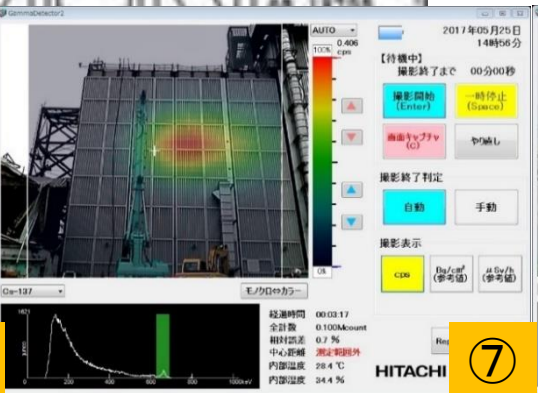 GammaDetector2
AUTO
100%
0.406
cps
0%
2017年05月25日
14時56分
【待機中】
撮影終了まで 00分00秒
撮影開始
(Enter)
一時停止
(Space)
画面キャプチャ
(C)
やり直し
撮影終了判定
自動
手動
撮影表示
cps
Bq/cm²
(参考値)
μSv/h
(参考値)
Cs-137
モノクロ⇔カラー
1621
0
200
400
600
800
1000keV
経過時間 00:03:17
全計数 0.100Mcount
相対誤差 0.7 %
中心距離 測定範囲外
内部温度 28.4 ℃
内部湿度 34.4 %
Rep
HITACHI
⑦